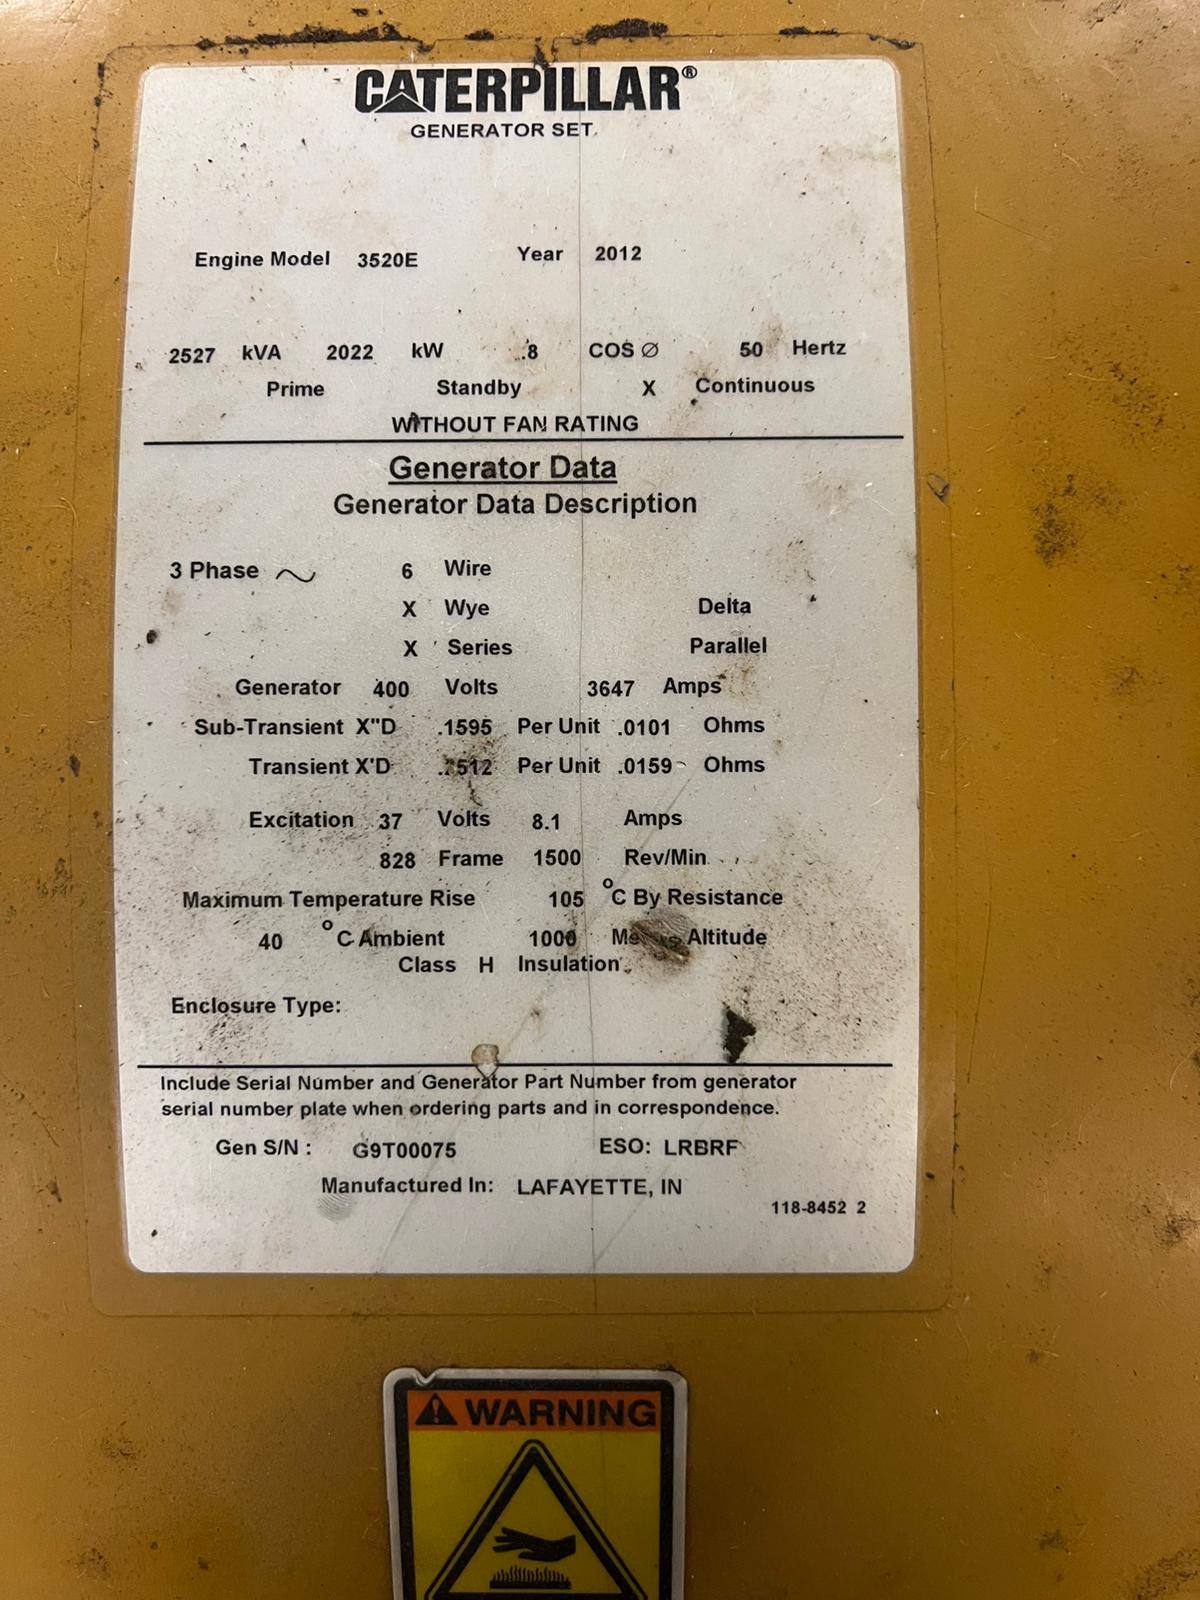 CATERPILLAR®
GENERATOR SET
Engine Model 3520E Year 2012
2527 kVA 2022 kW .8 COS Ø 50 Hertz
Prime Standby X Continuous
WITHOUT FAN RATING
Generator Data
Generator Data Description
3 Phase ~ 6 Wire
X Wye Delta
X Series Parallel
Generator 400 Volts 3647 Amps
Sub-Transient X"D .1595 Per Unit .0101 Ohms
Transient X'D Per Unit .0159 Ohms
Excitation 37 Volts 8.1 Amps
828 Frame 1500 Rev/Min
Maximum Temperature Rise 105 °C By Resistance
40 °C Ambient 1000 Altitude
Class H Insulation
Enclosure Type:
Include Serial Number and Generator Part Number from generator
serial number plate when ordering parts and in correspondence.
Gen S/N : G9T00075 ESO: LRBRF
Manufactured In: LAFAYETTE, IN
118-8452 2
WARNING